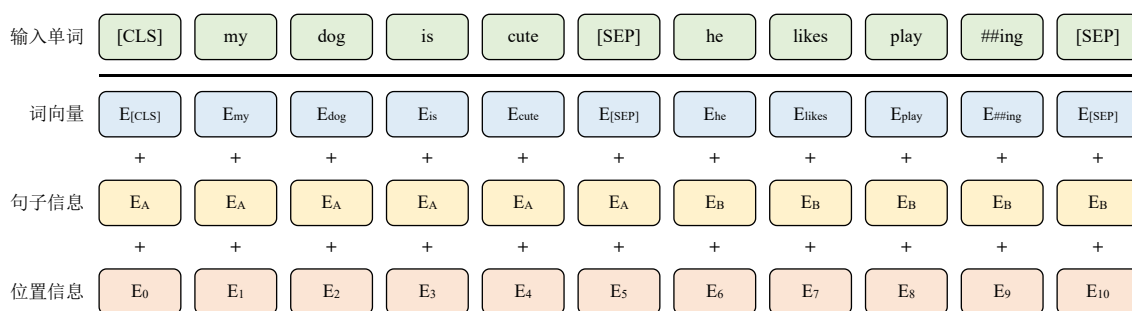 输入单词 [CLS] my dog is cute [SEP] he likes play ##ing [SEP]
词向量 E[CLS] Emy Edog Eis Ecute E[SEP] Ehe Elikes Eplay E##ing E[SEP]
+ + + + + + + + + + +
句子信息 EA EA EA EA EA EA EB EB EB EB EB
+ + + + + + + + + + +
位置信息 E0 E1 E2 E3 E4 E5 E6 E7 E8 E9 E10